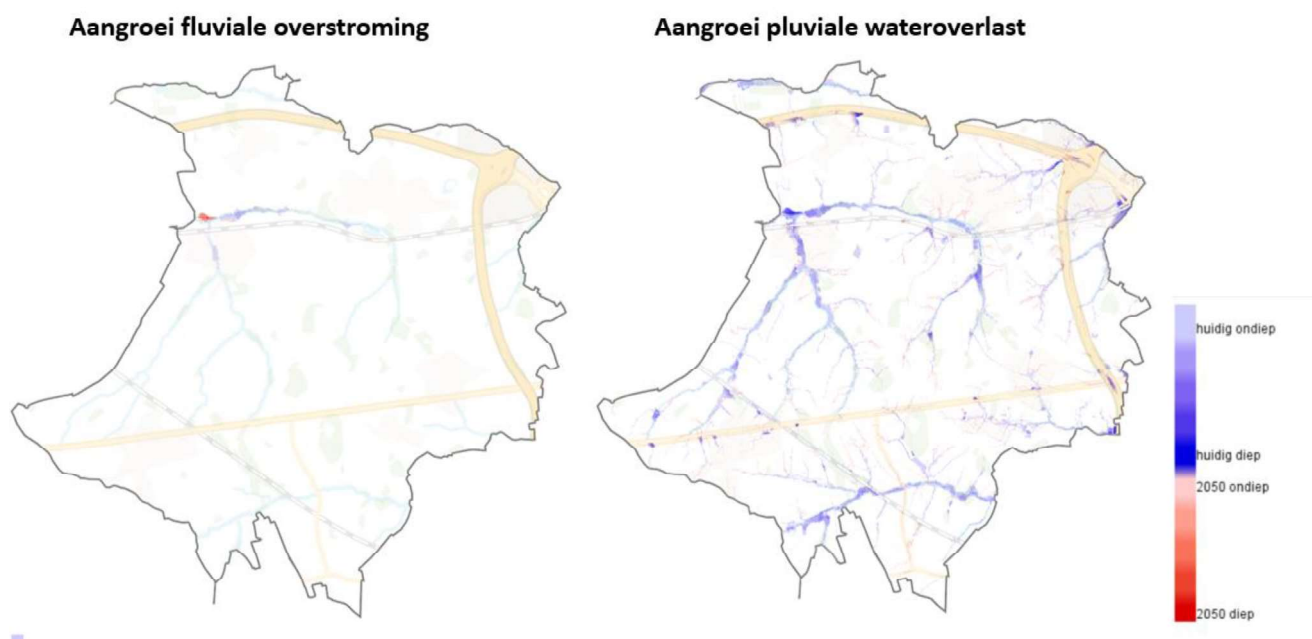 Aangroei fluviale overstroming
Aangroei pluviale wateroverlast
huidig ondiep
huidig diep
2050 ondiep
2050 diep